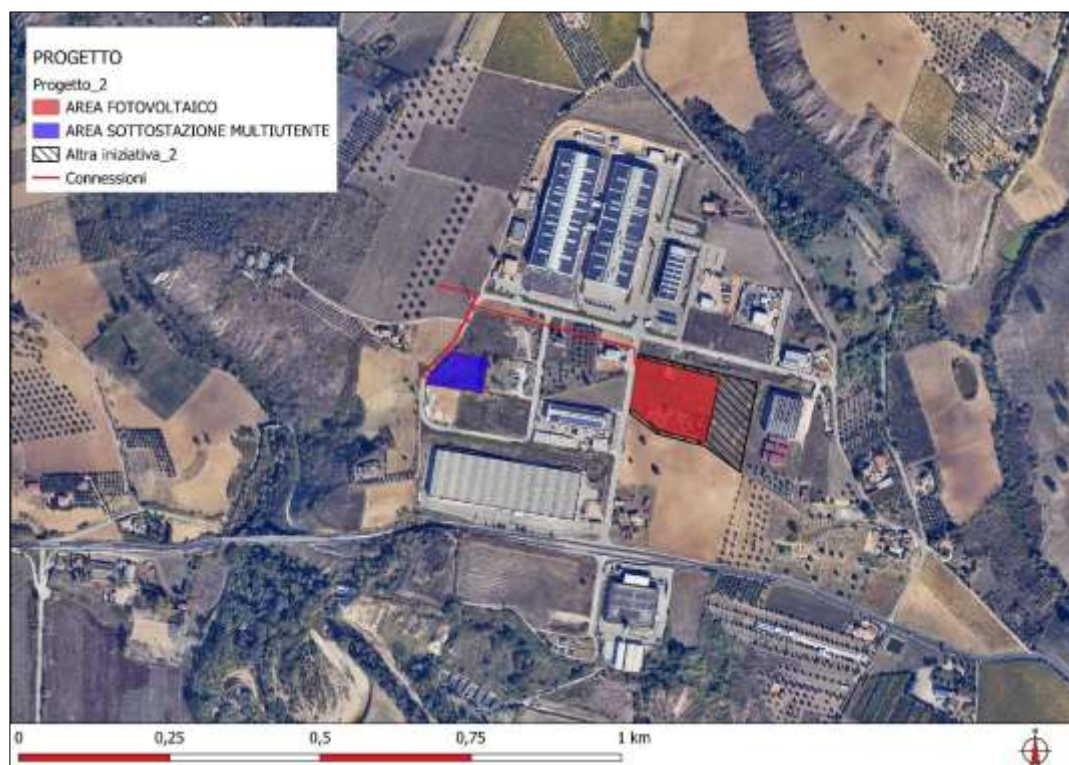 PROGETTO
Progetto_2
AREA FOTOVOLTAICO
AREA SOTTOSTAZIONE MULTIUTENTE
Altra iniziativa_2
Connessioni
0 0,25 0,5 0,75 1 km